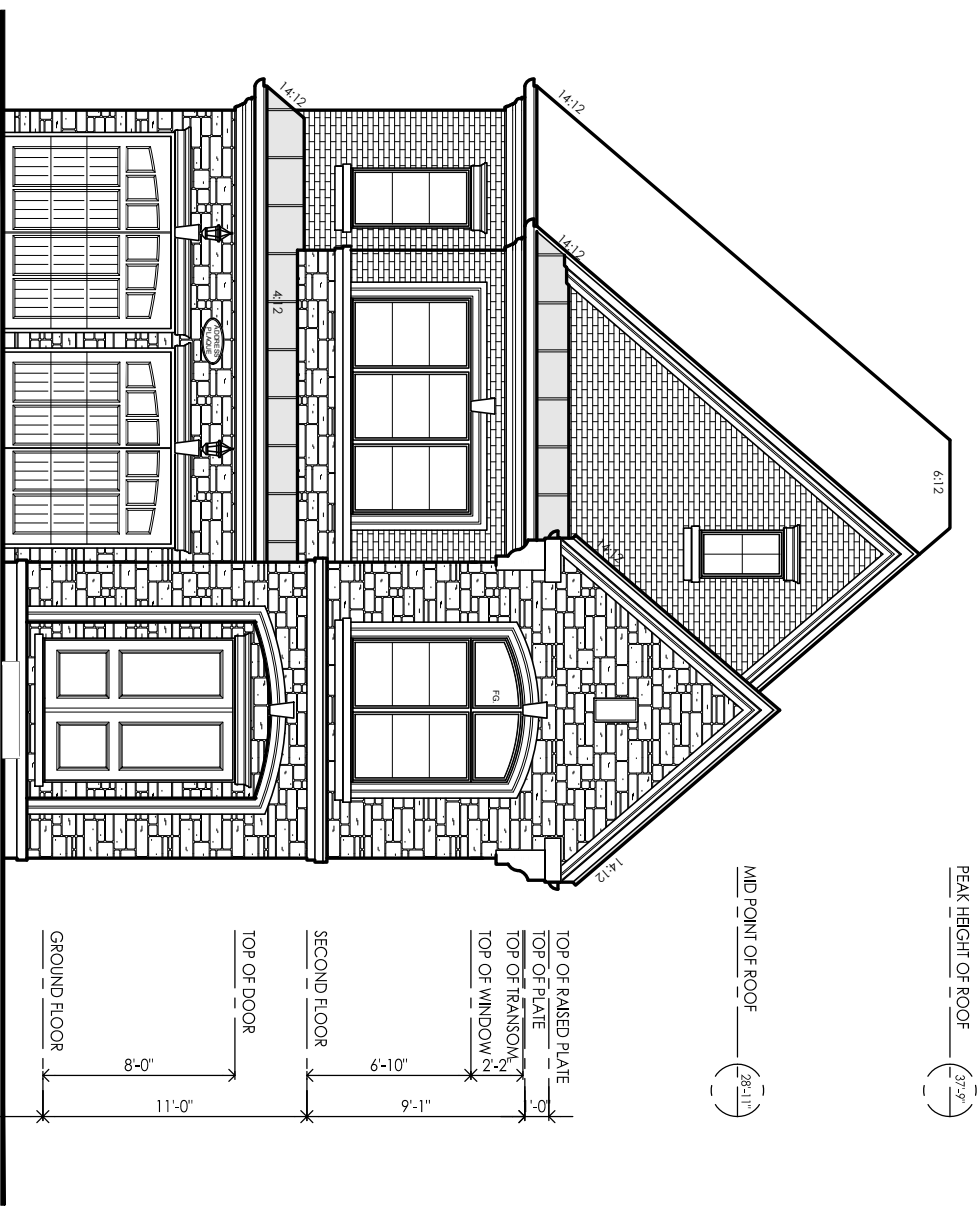 6:12
14:12
14:12
14:12
14:12
14:12
4:12
FG.
ADDRESS
PLAQUE
PEAK HEIGHT OF ROOF
37'-9"
MID POINT OF ROOF
28'-11"
TOP OF RAISED PLATE
TOP OF PLATE
TOP OF TRANSOM
TOP OF WINDOW
SECOND FLOOR
TOP OF DOOR
GROUND FLOOR
2'-2"
6'-10"
8'-0"
9'-1"
11'-0"